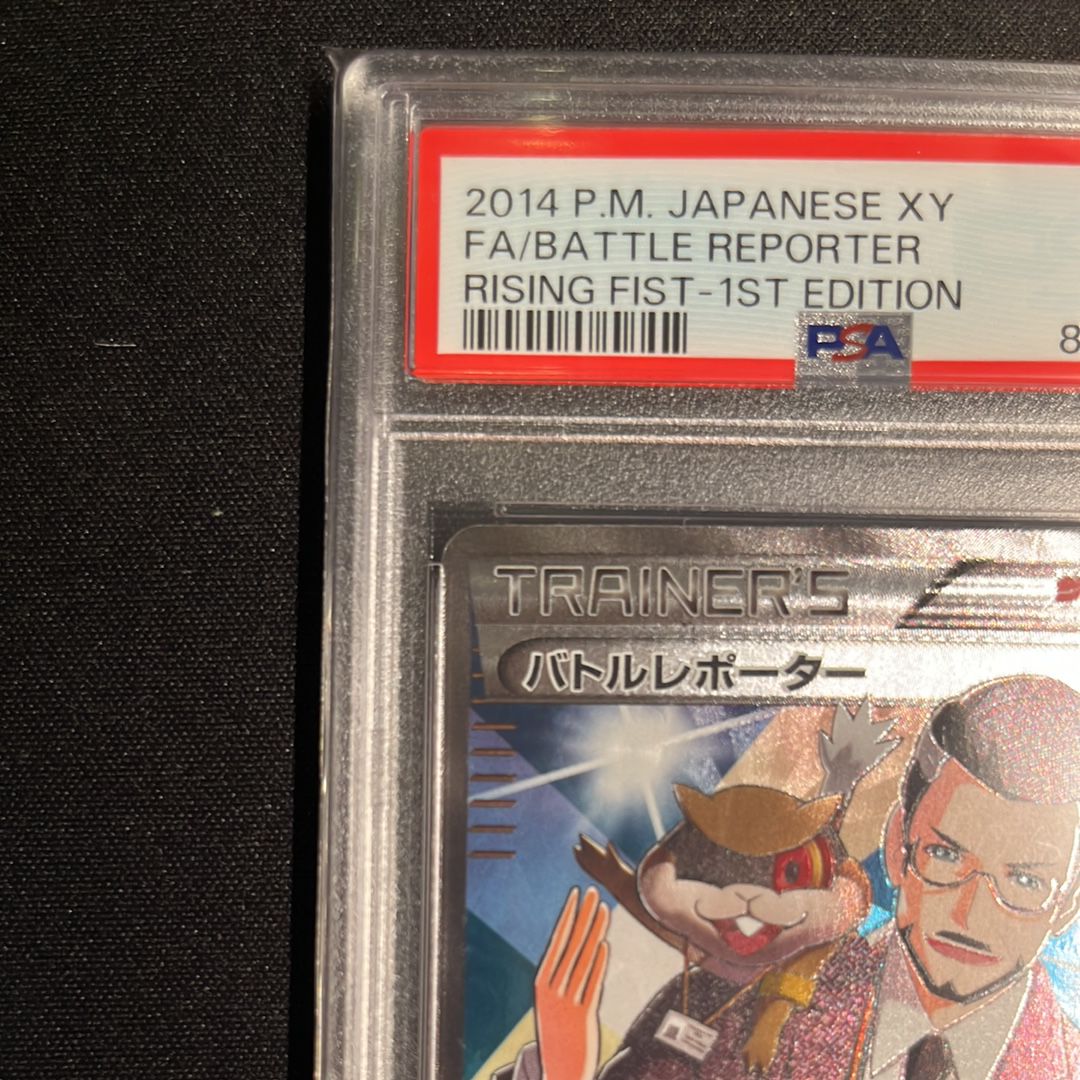 2014 P.M. JAPANESE XY
FA/BATTLE REPORTER
RISING FIST-1ST EDITION
8
PSA
TRAINER'S
バトルレポーター